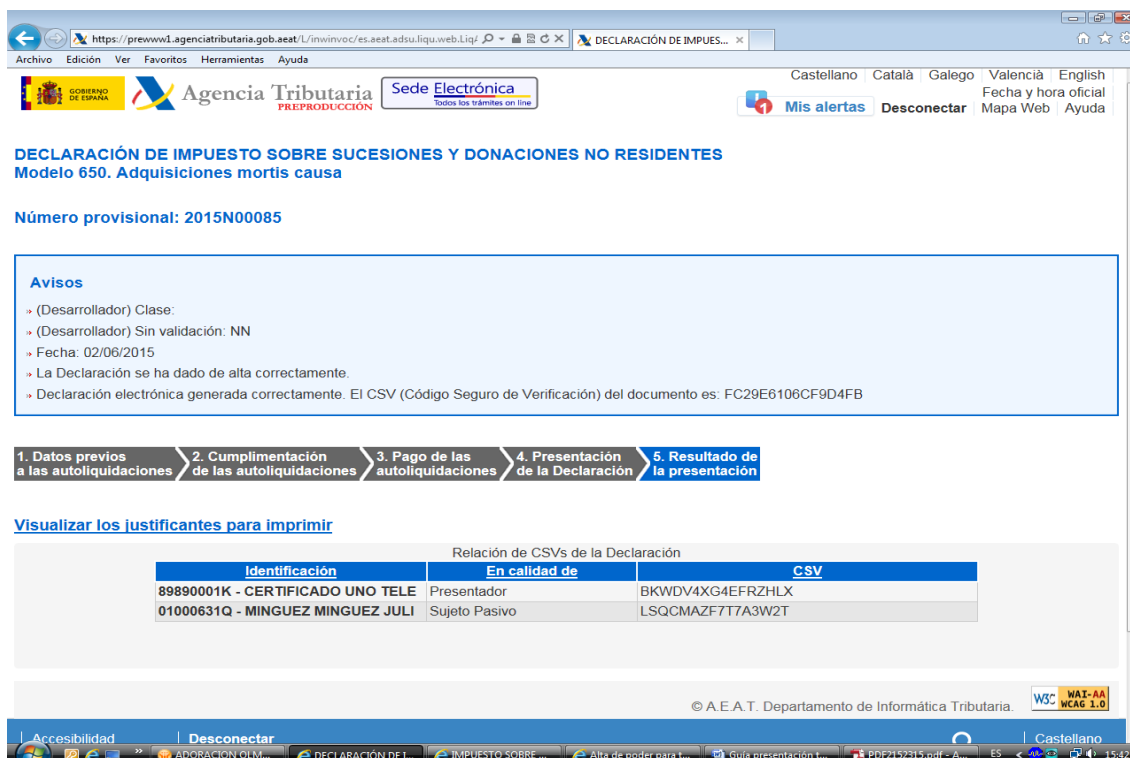 https://prewww1.agenciatributaria.gob.aeat/L/inwinvoc/es.aeat.adsu.liqu.web.Liq
DECLARACIÓN DE IMPUES...
Archivo Edición Ver Favoritos Herramientas Ayuda
GOBIERNO DE ESPAÑA
Agencia Tributaria
PREPRODUCCIÓN
Sede Electrónica
Todos los trámites on line
Castellano Català Galego Valencià English
Fecha y hora oficial
1 Mis alertas Desconectar Mapa Web Ayuda
DECLARACIÓN DE IMPUESTO SOBRE SUCESIONES Y DONACIONES NO RESIDENTES
Modelo 650. Adquisiciones mortis causa
Número provisional: 2015N00085
Avisos
» (Desarrollador) Clase:
» (Desarrollador) Sin validación: NN
» Fecha: 02/06/2015
» La Declaración se ha dado de alta correctamente.
» Declaración electrónica generada correctamente. El CSV (Código Seguro de Verificación) del documento es: FC29E6106CF9D4FB
1. Datos previos a las autoliquidaciones
2. Cumplimentación de las autoliquidaciones
3. Pago de las autoliquidaciones
4. Presentación de la Declaración
5. Resultado de la presentación
Visualizar los justificantes para imprimir
Relación de CSVs de la Declaración
Identificación En calidad de CSV
89890001K - CERTIFICADO UNO TELE Presentador BKWDV4XG4EFRZHLX
01000631Q - MINGUEZ MINGUEZ JULI Sujeto Pasivo LSQCMAZF7T7A3W2T
© A.E.A.T. Departamento de Informática Tributaria.
W3C WAI-AA WCAG 1.0
Accesibilidad Desconectar Castellano
ADORACION OLM... DECLARACIÓN DE I... IMPUESTO SOBRE ... Alta de poder para t... Guía presentación t... PDF2152315.pdf - A... ES 15:42